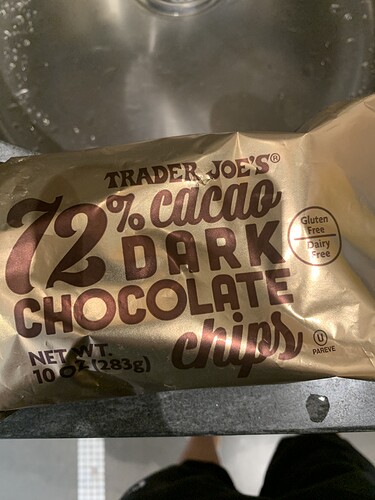 TRADER JOE'S®
72% cacao
DARK
CHOCOLATE
chips
NET WT.
10 OZ (283g)
Gluten
Free
Dairy
Free
U
PAREVE